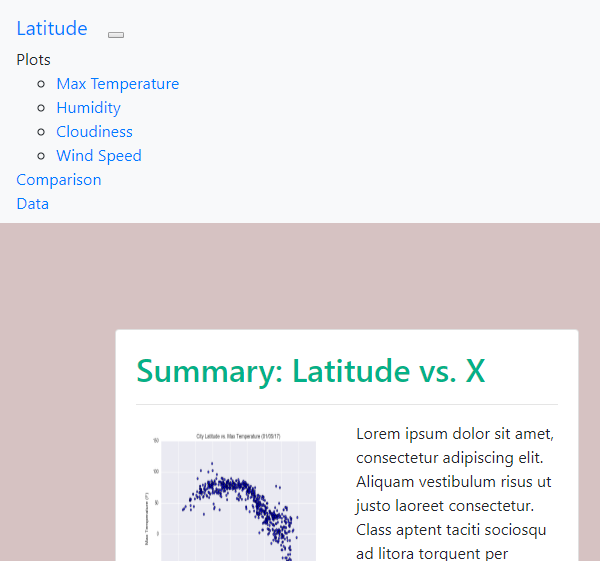 Latitude
Plots
Max Temperature
Humidity
Cloudiness
Wind Speed
Comparison
Data
Summary: Latitude vs. X
City Latitude vs. Max Temperature (01/05/17)
150
100
50
0
Max Temperature (F)
Lorem ipsum dolor sit amet,
consectetur adipiscing elit.
Aliquam vestibulum risus ut
justo laoreet consectetur.
Class aptent taciti sociosqu
ad litora torquent per